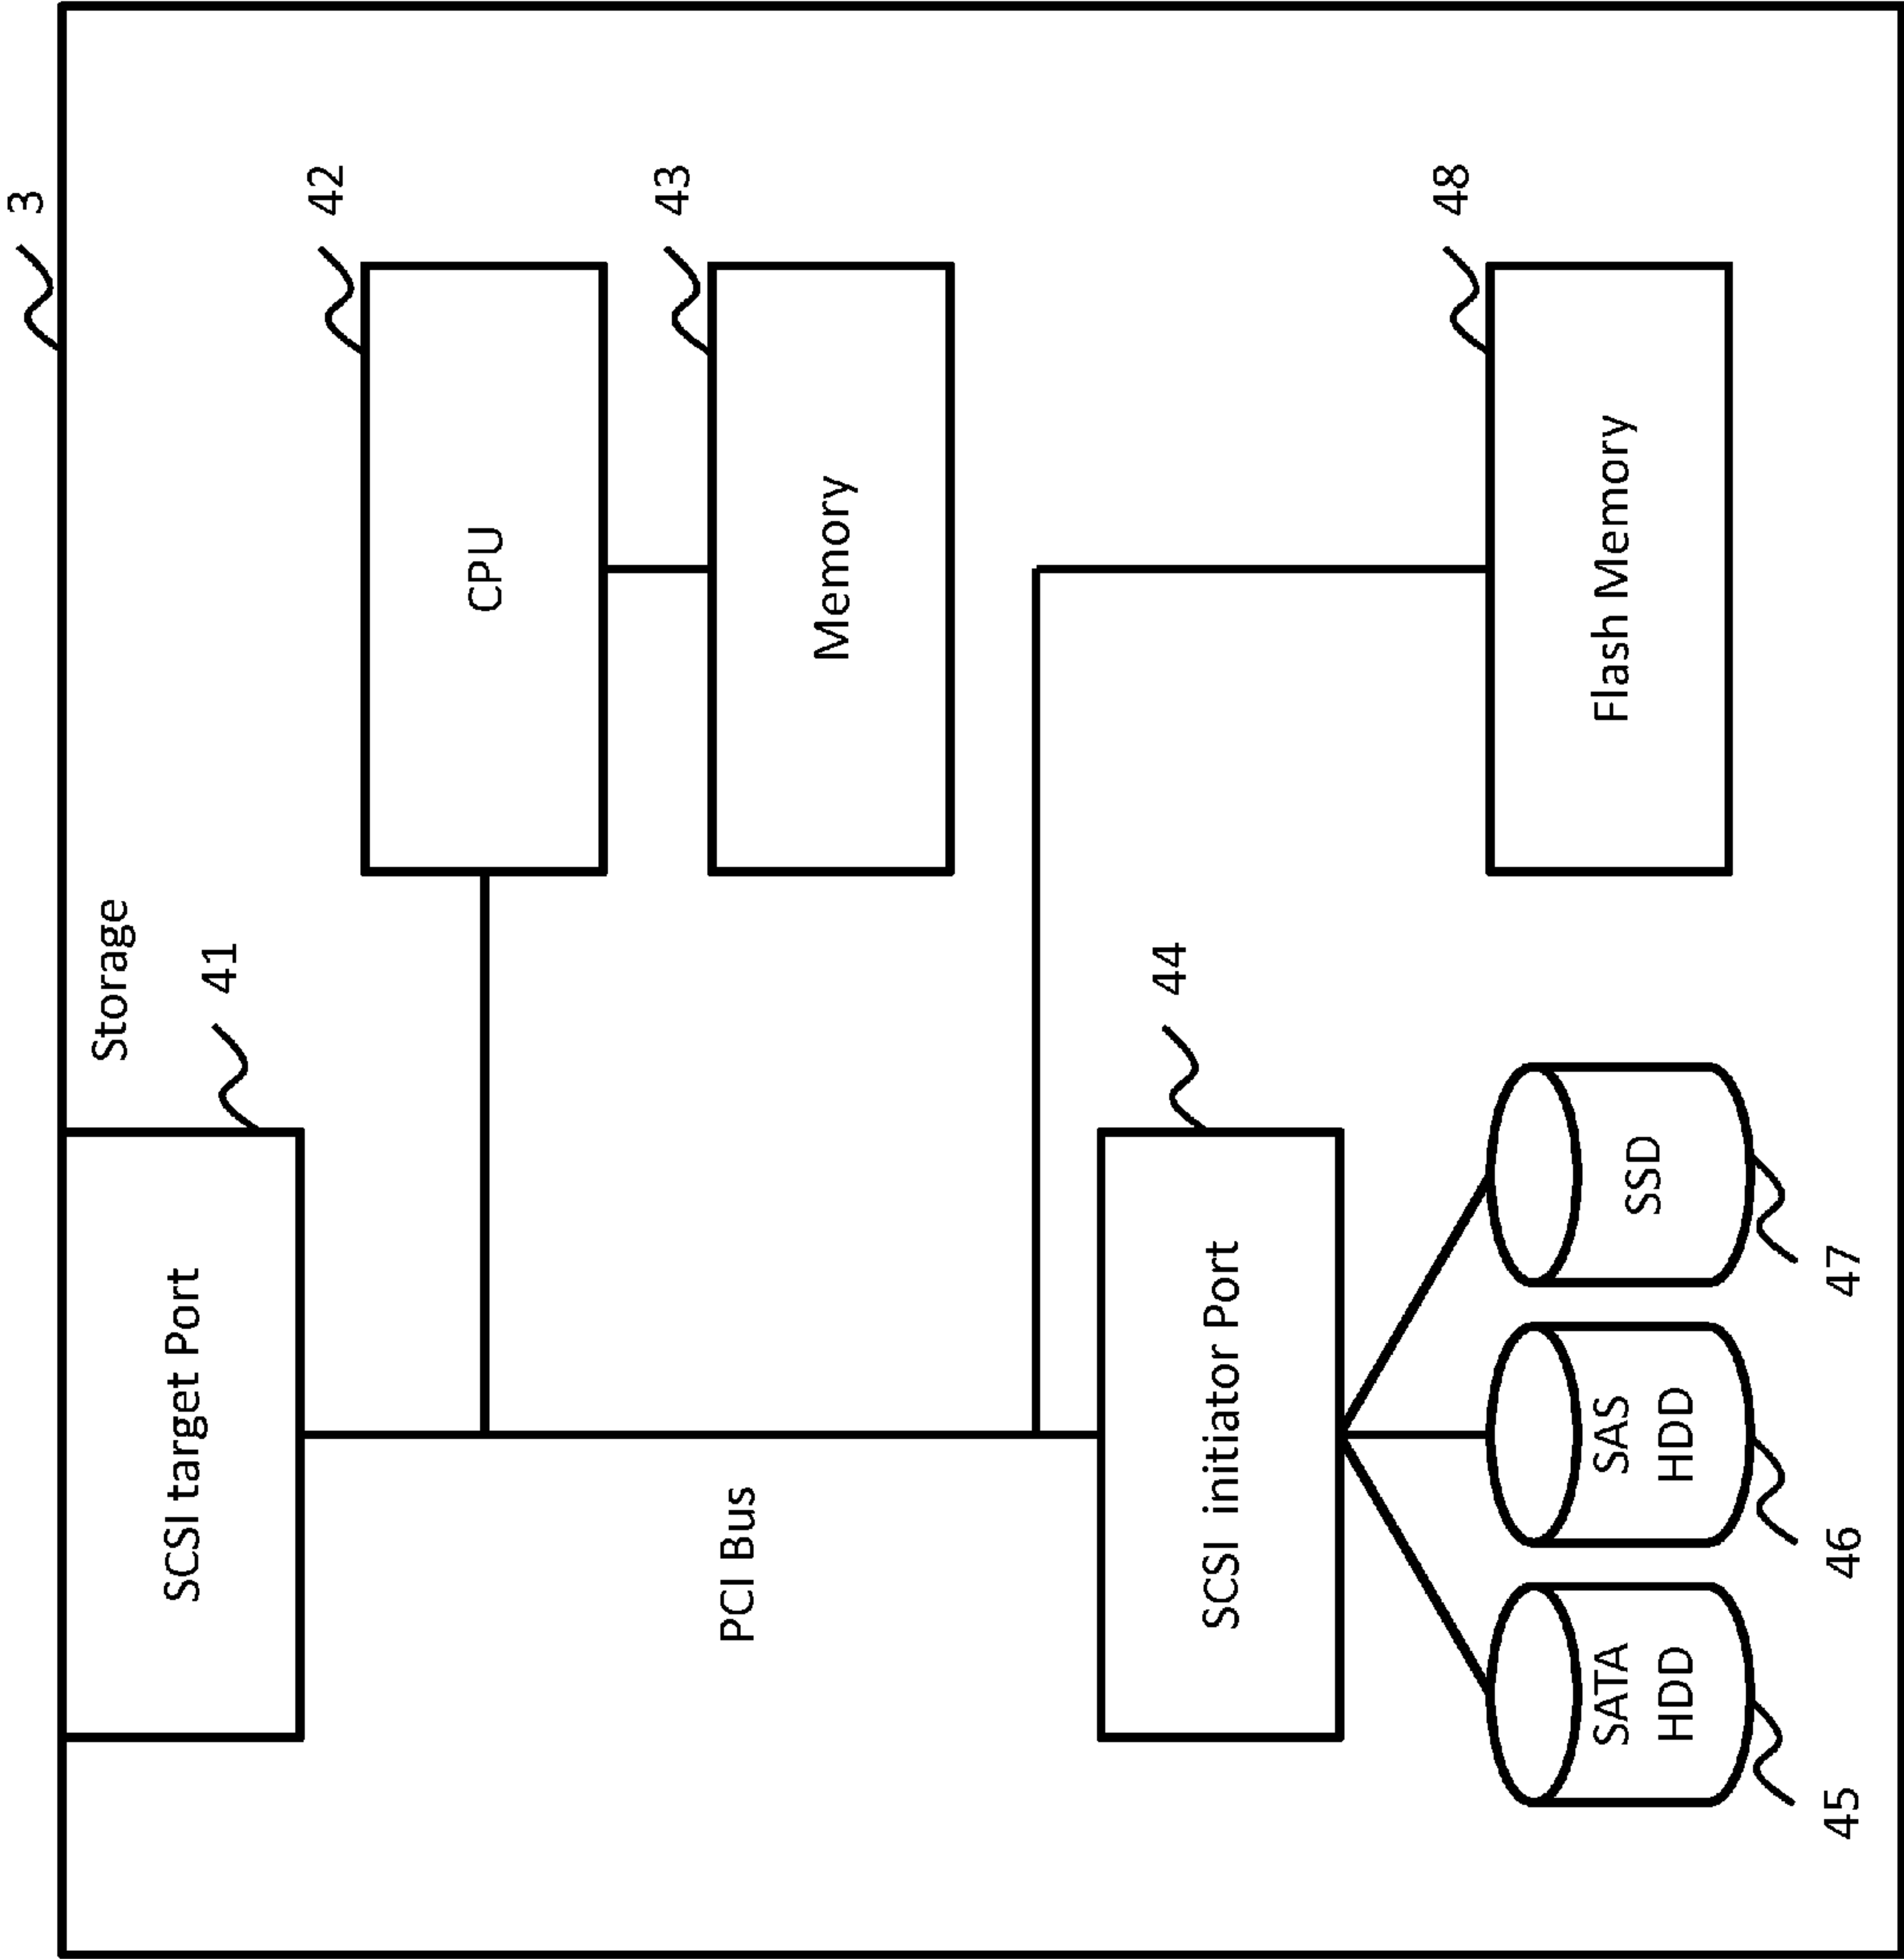 3
Storage
SCSI target Port
41
42
CPU
43
Memory
PCI Bus
44
SCSI initiator Port
48
Flash Memory
SATA
HDD
SAS
HDD
SSD
45
46
47